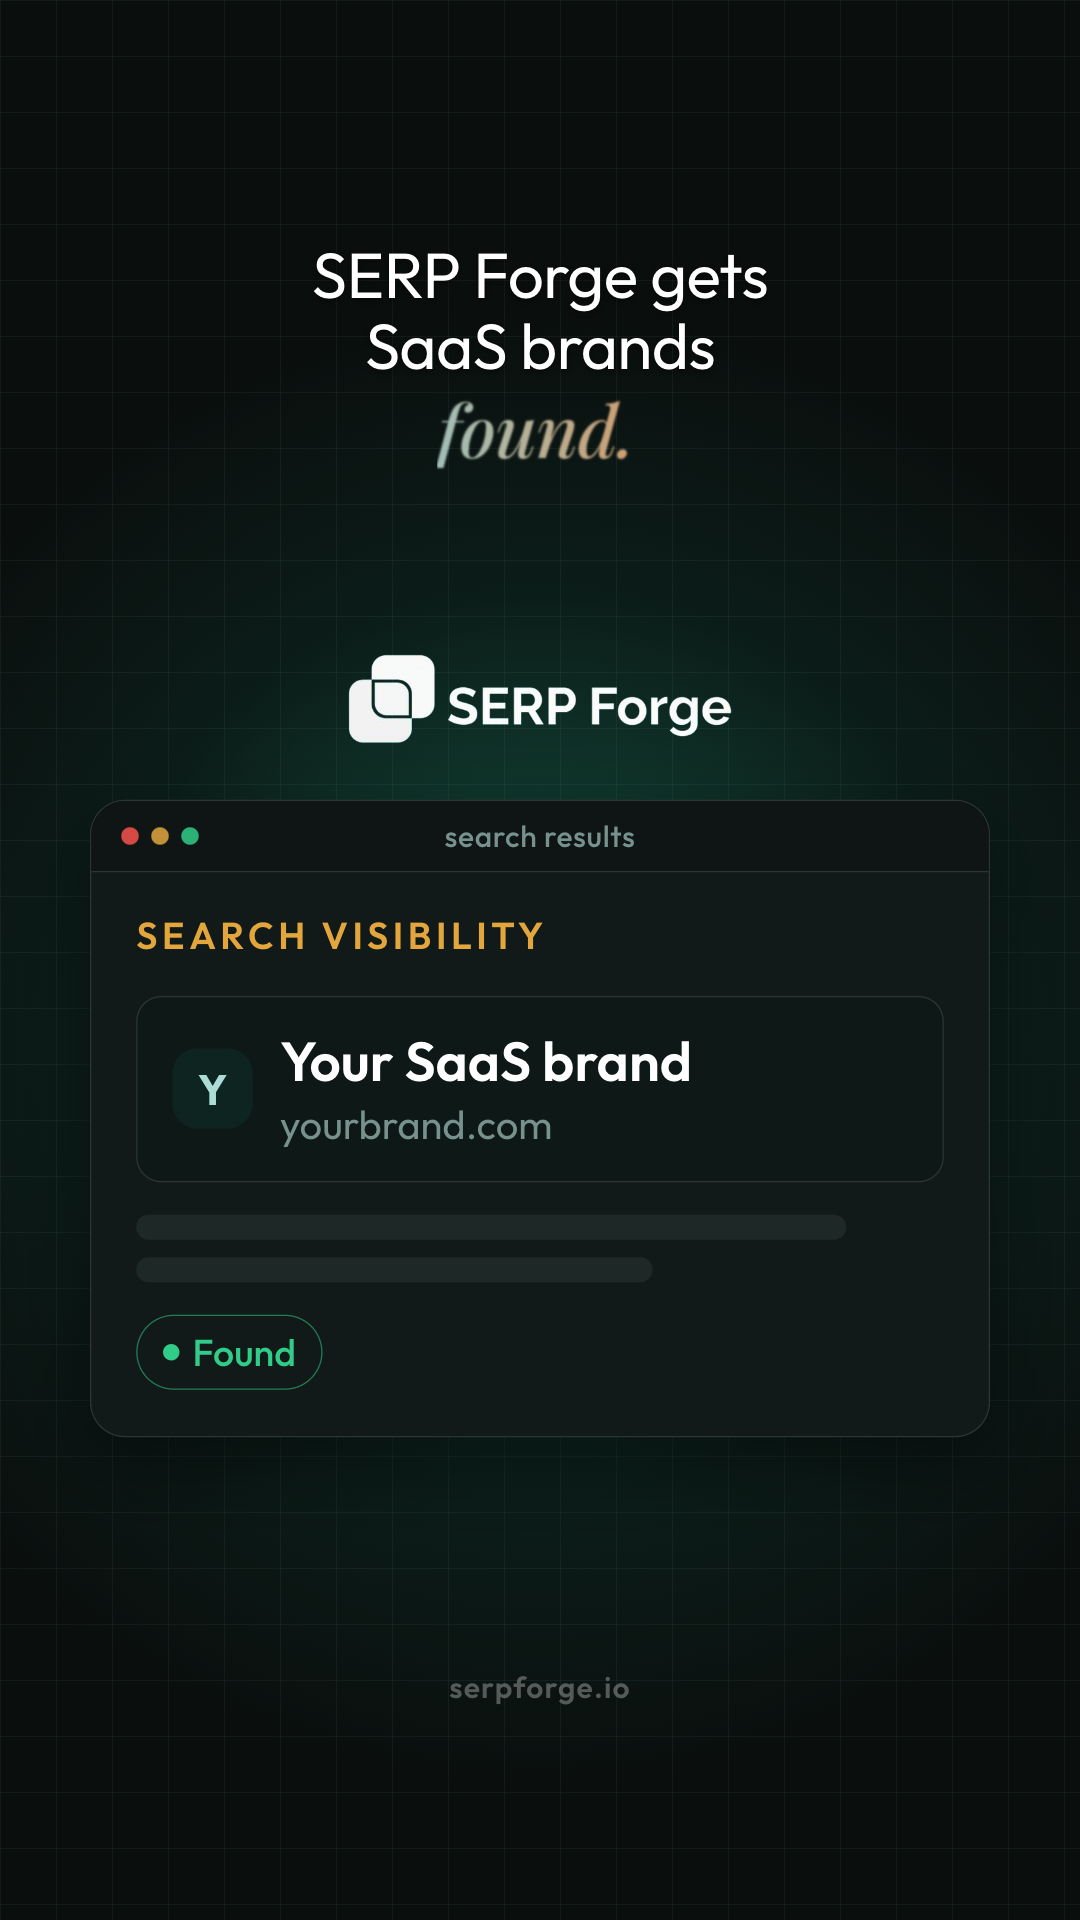 SERP Forge gets
SaaS brands
found.
SERP Forge
search results
SEARCH VISIBILITY
Y
Your SaaS brand
yourbrand.com
Found
serpforge.io